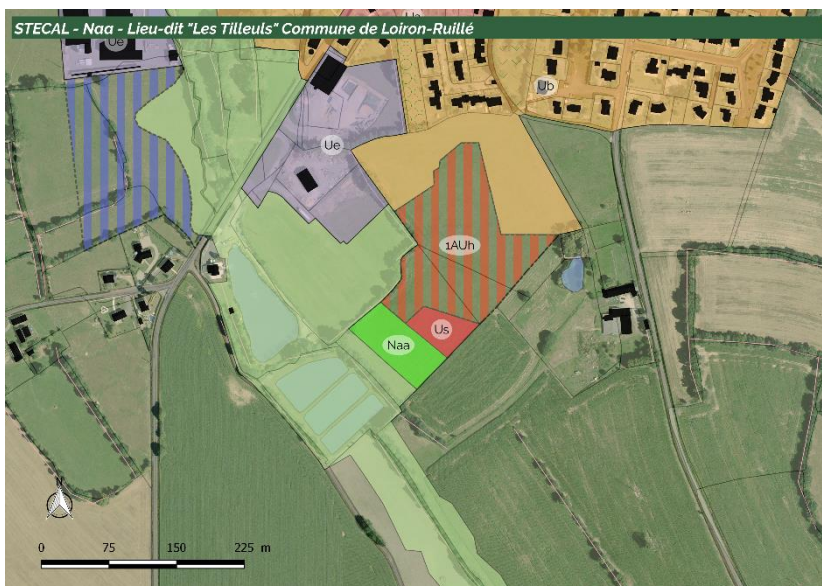 STECAL - Naa - Lieu-dit "Les Tilleuls" Commune de Loiron-Ruillé
Ue
Ub
Ue
1AUh
Us
Naa
N
0 75 150 225 m